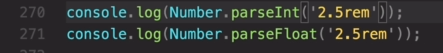 270 console.log(Number.parseInt('2.5rem'));
271 console.log(Number.parseFloat('2.5rem'));